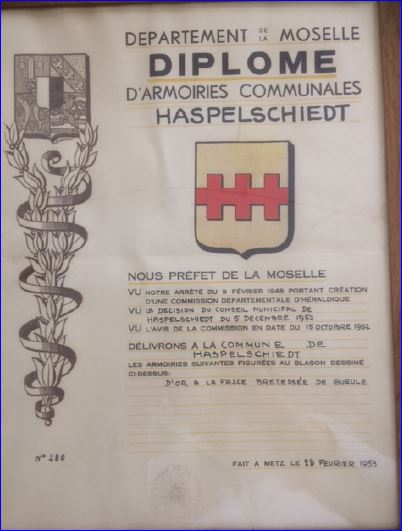 DEPARTEMENT DE LA MOSELLE
DIPLOME
D'ARMOIRIES COMMUNALES
HASPELSCHIEDT
NOUS PRÉFET DE LA MOSELLE
VU NOTRE ARRÊTÉ DU 9 FÉVRIER 1948 PORTANT CRÉATION
D'UNE COMMISSION DÉPARTEMENTALE D'HÉRALDIQUE
VU LA DÉCISION DU CONSEIL MUNICIPAL DE
HASPELSCHIEDT DU 5 DECEMBRE 1952
VU L'AVIS DE LA COMMISSION EN DATE DU 15 OCTOBRE 1952
DÉLIVRONS A LA COMMUNE DE
HASPELSCHIEDT
LES ARMOIRIES SUIVANTES FIGURÉES AU BLASON DESSINÉ
CI-DESSUS:
D'OR A LA FASCE BRETESSÉE DE GUEULE
N° 280
FAIT A METZ LE 28 FEVRIER 1953